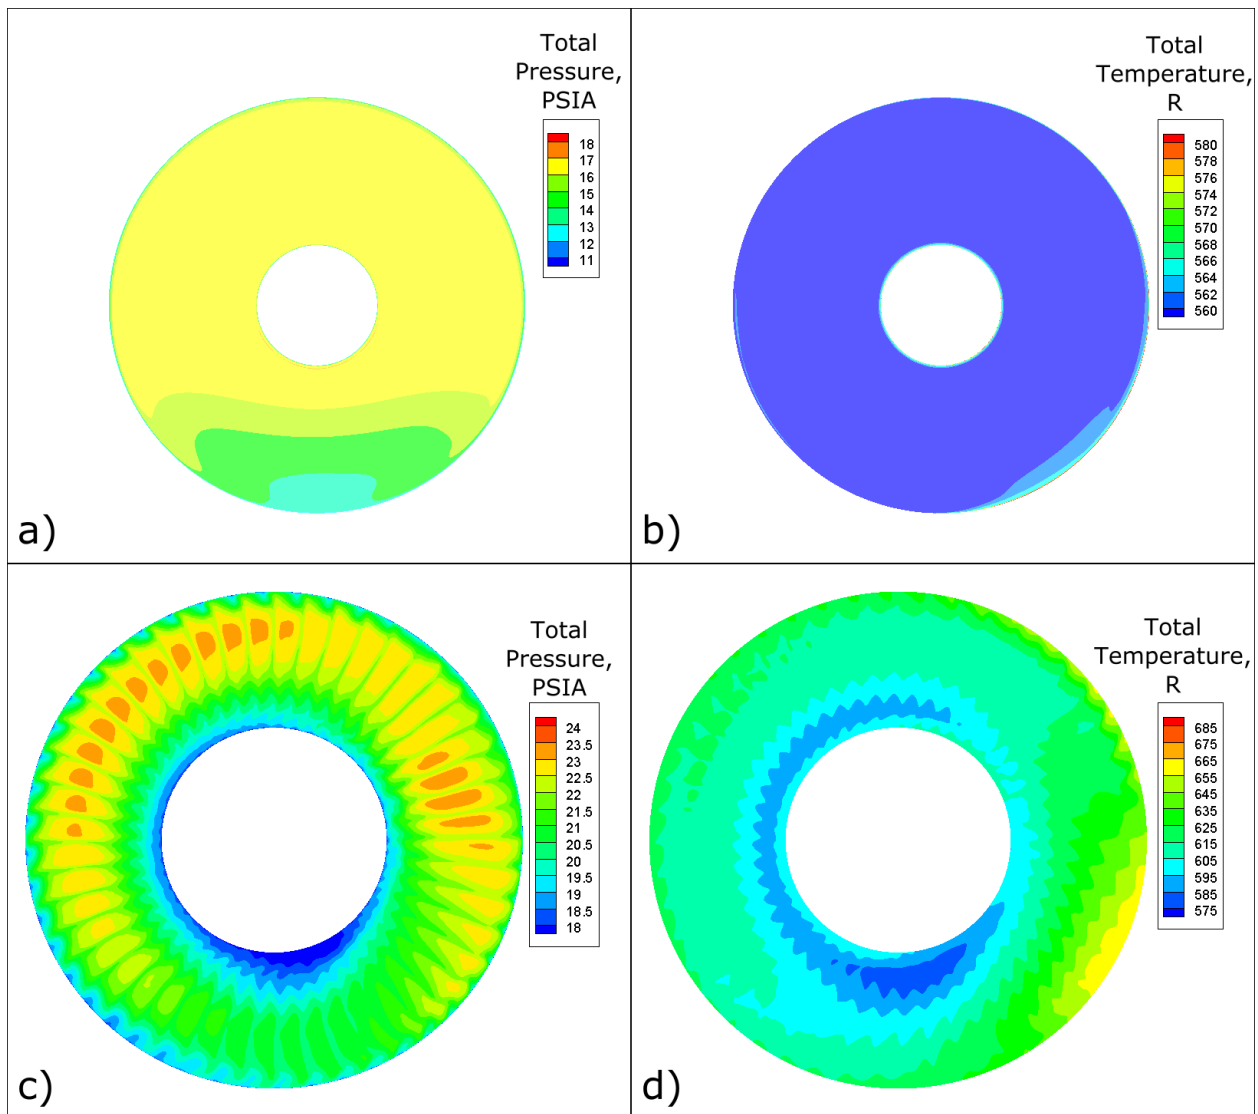 Total
Pressure,
PSIA
18
17
16
15
14
13
12
11
a)
Total
Temperature,
R
580
578
576
574
572
570
568
566
564
562
560
b)
Total
Pressure,
PSIA
24
23.5
23
22.5
22
21.5
21
20.5
20
19.5
19
18.5
18
c)
Total
Temperature,
R
685
675
665
655
645
635
625
615
605
595
585
575
d)